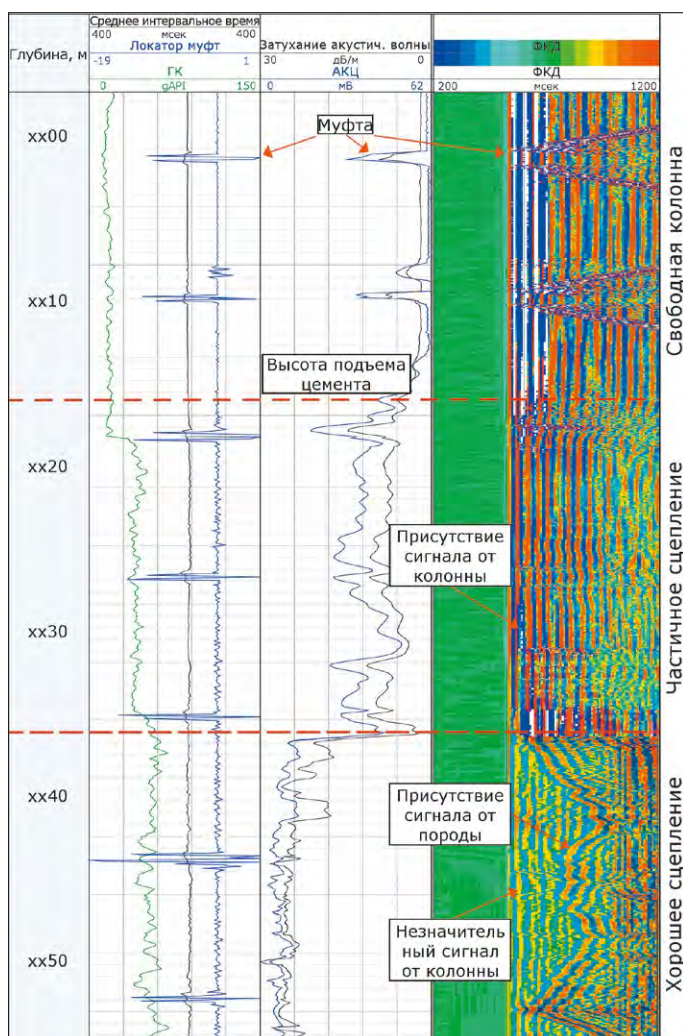 Среднее интервальное время
400 мсек 400
Глубина, м
Локатор муфт
-19 1
ГК
0 gAPI 150
Затухание акустич. волны
30 дБ/м 0
АКЦ
0 мВ 62
ФКД
ФКД
200 мсек 1200
xx00
Муфта
Свободная колонна
xx10
Высота подъема
цемента
xx20
Присутствие
сигнала от
колонны
Частичное сцепление
xx30
xx40
Присутствие
сигнала от
породы
Хорошее сцепление
Незначитель
ный сигнал
от колонны
xx50